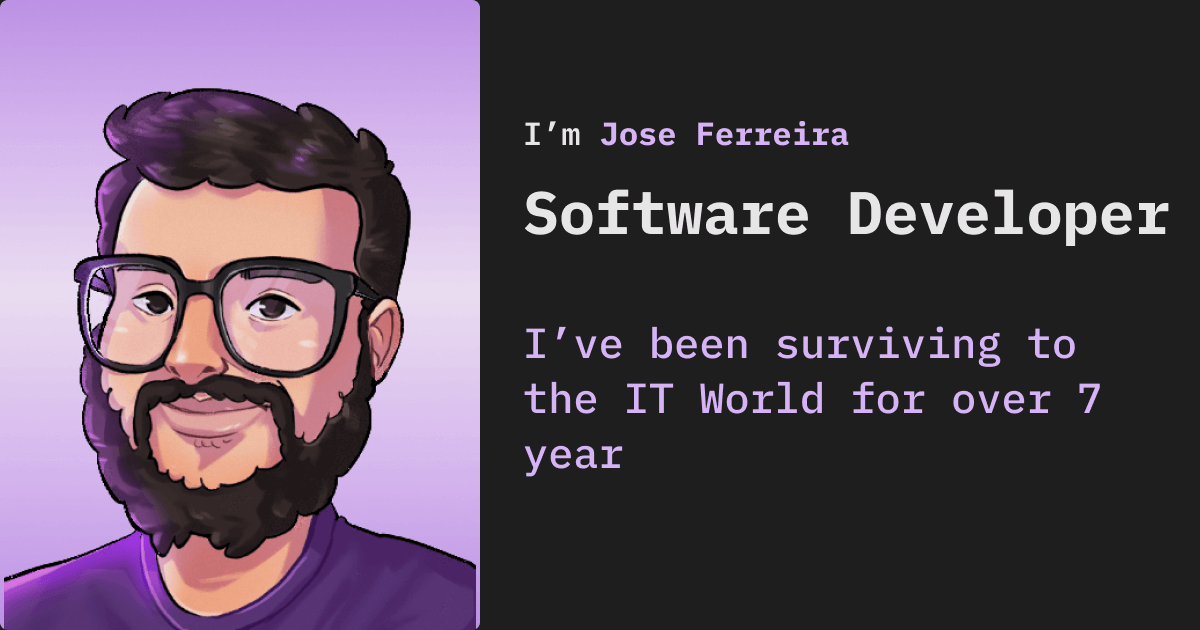 I’m Jose Ferreira
Software Developer
I’ve been surviving to
the IT World for over 7
year